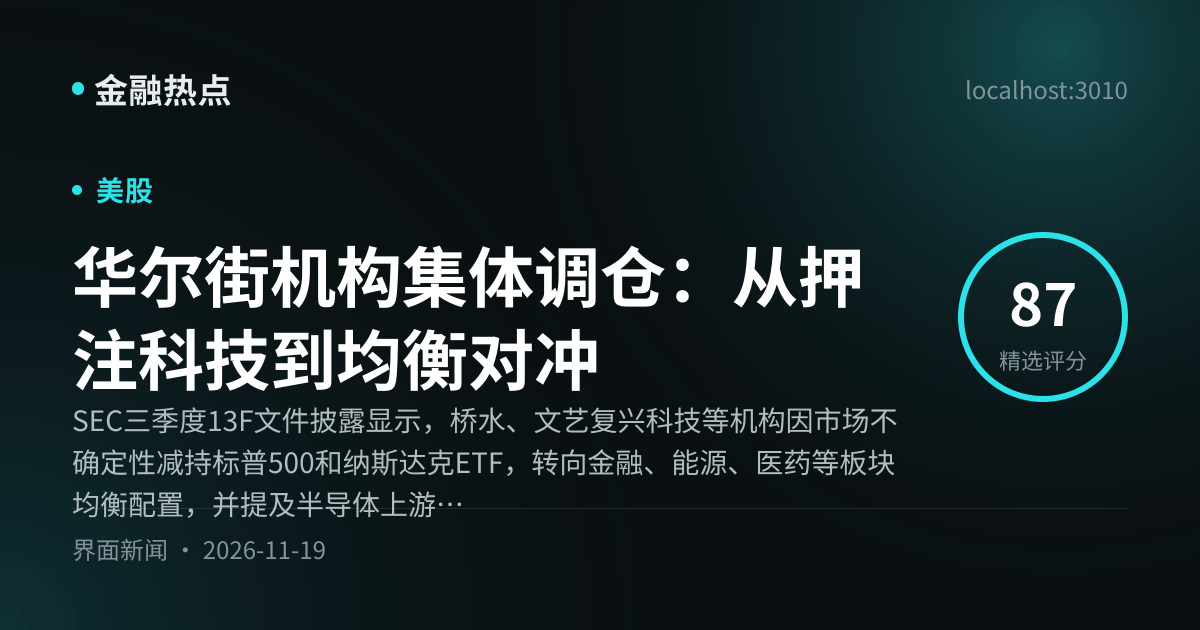 金融热点
localhost:3010
美股
华尔街机构集体调仓：从押
注科技到均衡对冲
87
精选评分
SEC三季度13F文件披露显示，桥水、文艺复兴科技等机构因市场不
确定性减持标普500和纳斯达克ETF，转向金融、能源、医药等板块
均衡配置，并提及半导体上游…
界面新闻 • 2026-11-19